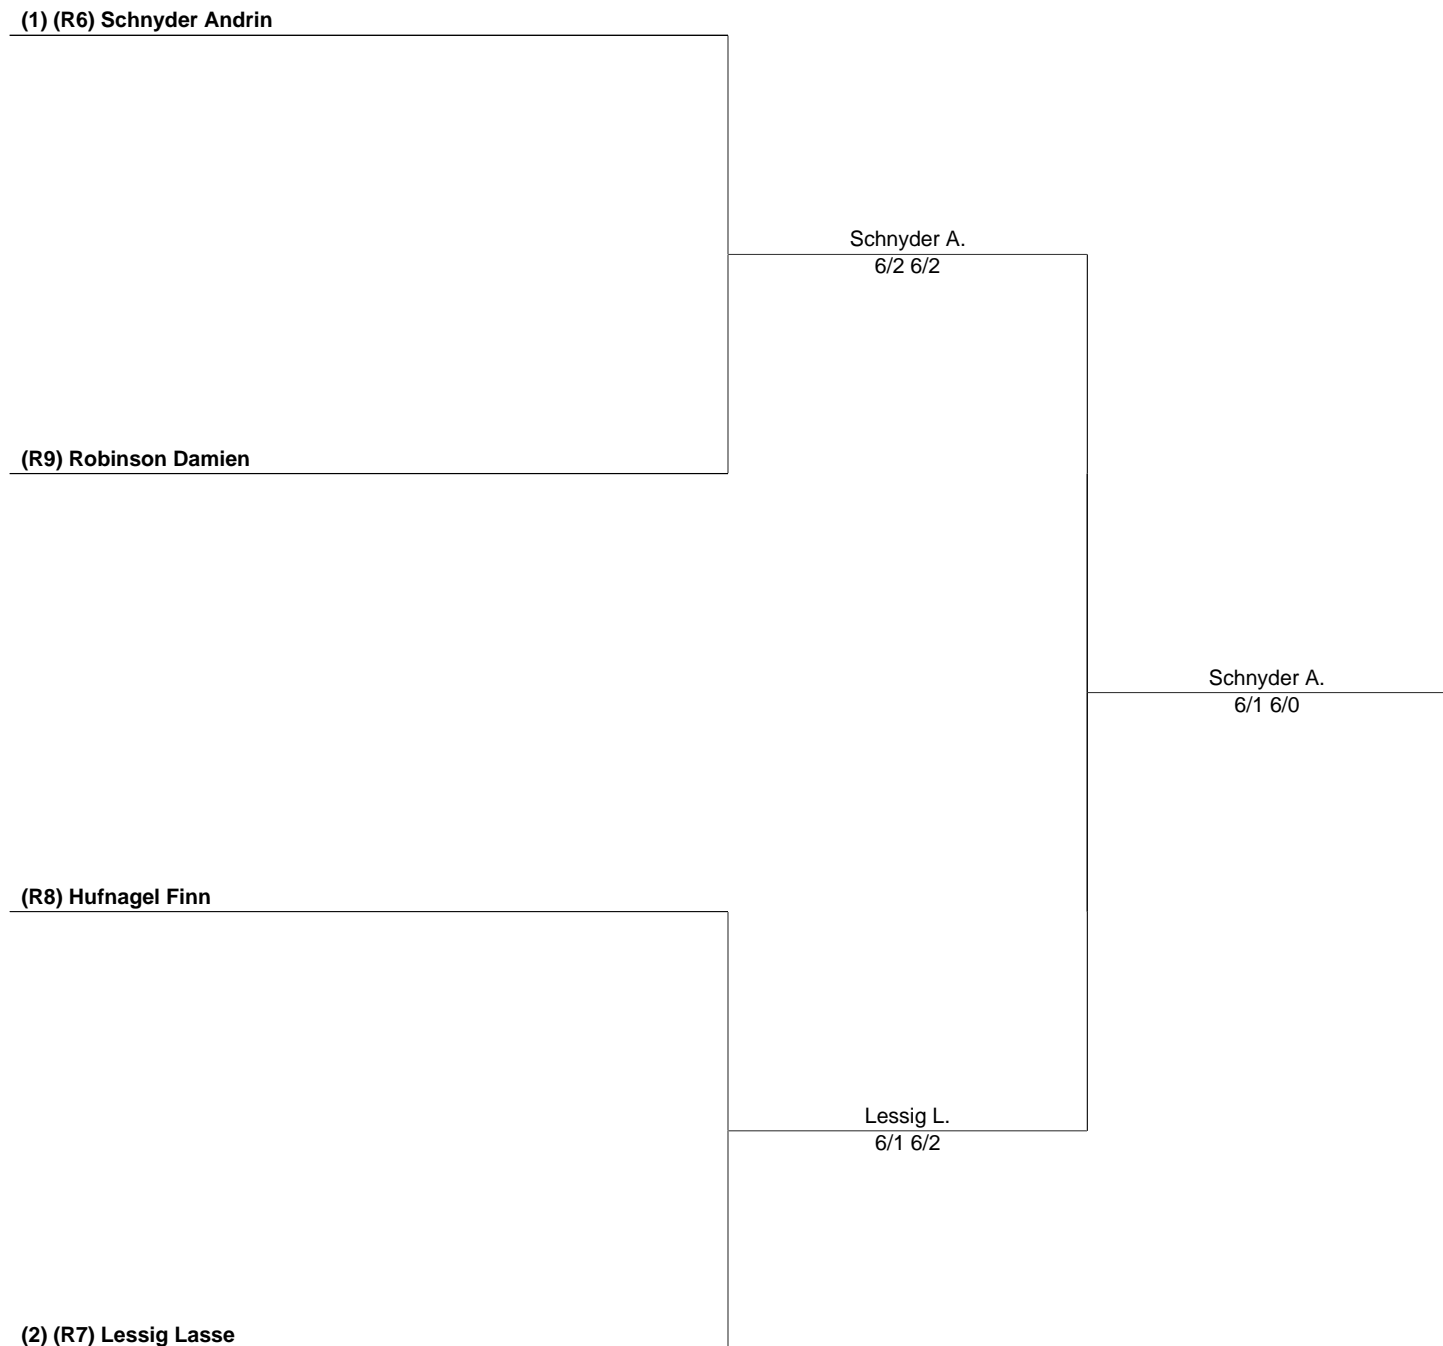 (1) (R6) Schnyder Andrin
Schnyder A.
6/2 6/2
(R9) Robinson Damien
Schnyder A.
6/1 6/0
(R8) Hufnagel Finn
Lessig L.
6/1 6/2
(2) (R7) Lessig Lasse